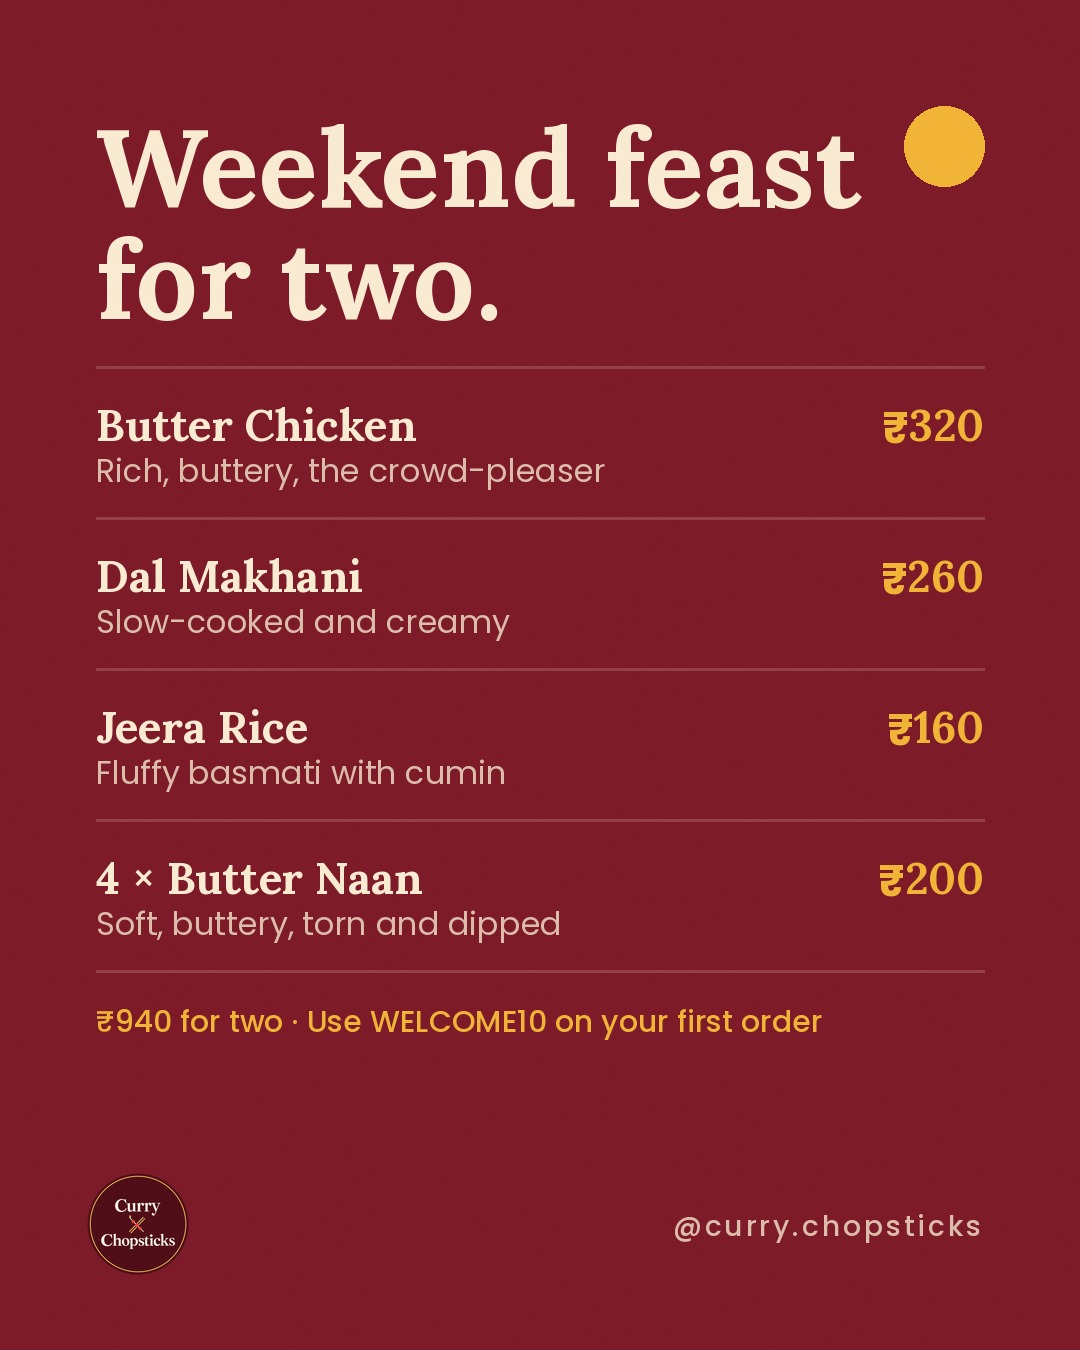 Weekend feast
for two.
Butter Chicken ₹320
Rich, buttery, the crowd-pleaser
Dal Makhani ₹260
Slow-cooked and creamy
Jeera Rice ₹160
Fluffy basmati with cumin
4 × Butter Naan ₹200
Soft, buttery, torn and dipped
₹940 for two · Use WELCOME10 on your first order
Curry
Chopsticks
@curry.chopsticks